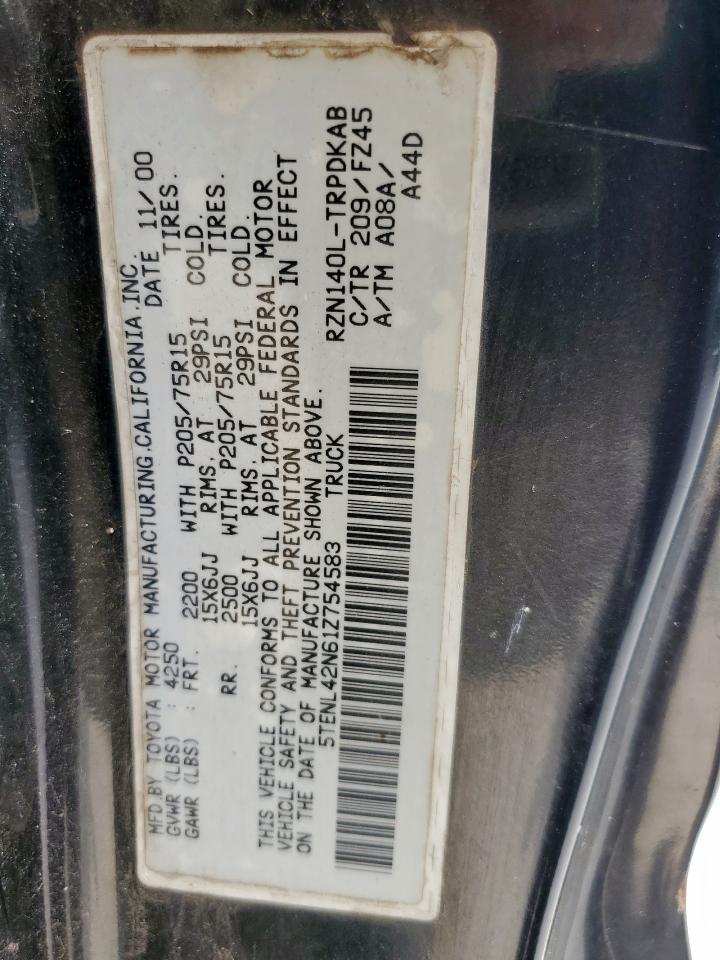 MFD.BY TOYOTA MOTOR MANUFACTURING.CALIFORNIA.INC.
GVWR (LBS) : 4250 DATE 11/00
GAWR (LBS) : FRT. 2200 WITH P205/75R15 TIRES.
15X6JJ RIMS, AT 29PSI COLD.
RR. 2500 WITH P205/75R15 TIRES.
15X6JJ RIMS, AT 29PSI COLD.
THIS VEHICLE CONFORMS TO ALL APPLICABLE FEDERAL MOTOR
VEHICLE SAFETY AND THEFT PREVENTION STANDARDS IN EFFECT
ON THE DATE OF MANUFACTURE SHOWN ABOVE.
5TENL42N61Z754583 TRUCK
RZN140L-TRPDKAB
C/TR 209/FZ45
A/TM A08A/
A44D